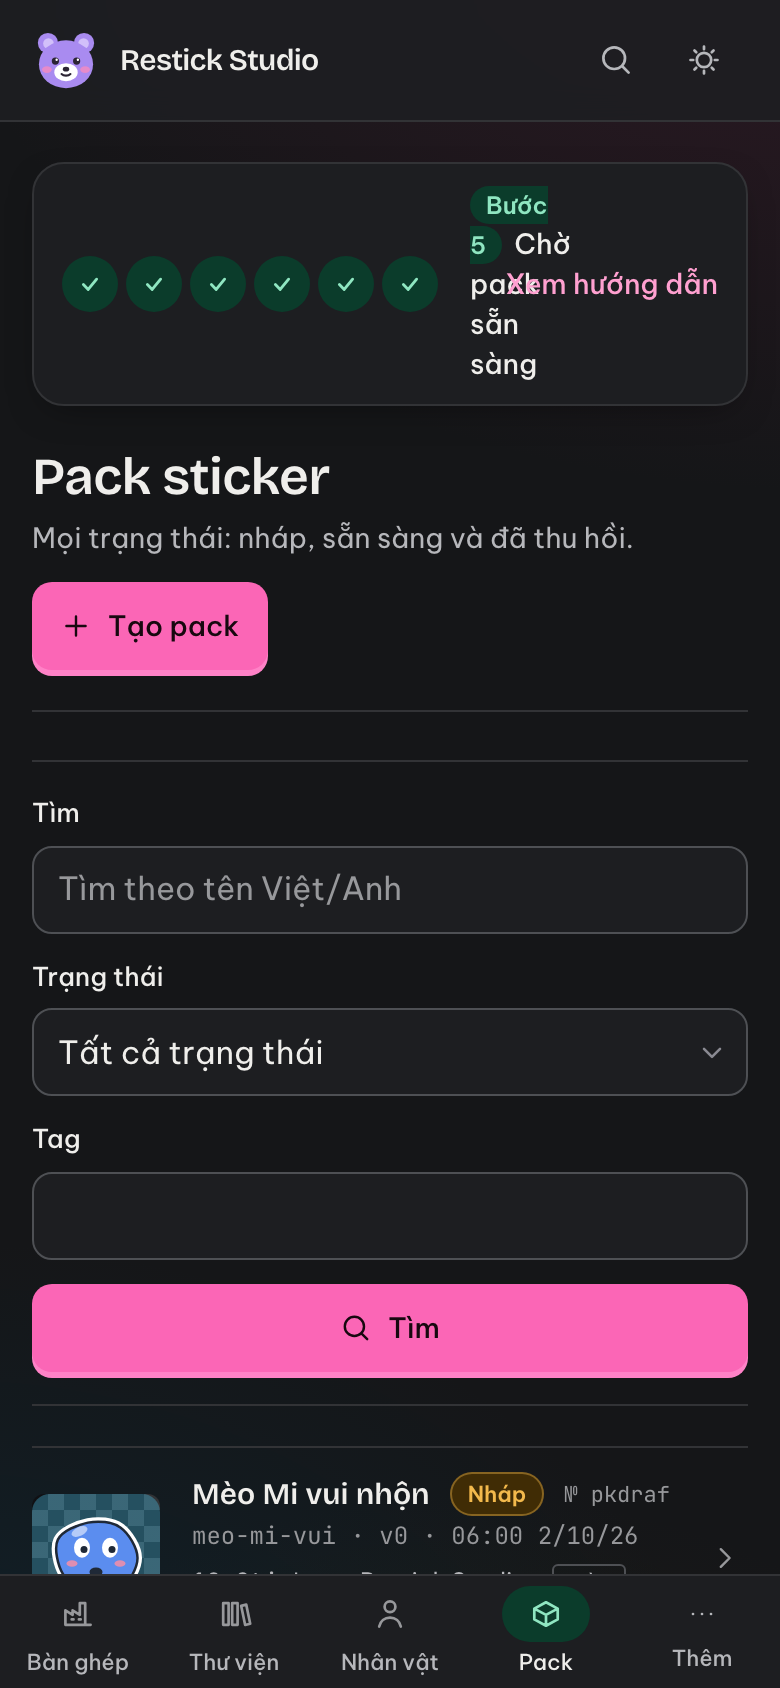 Restick Studio
Bước
5 Chờ
pack Xem hướng dẫn
sẵn
sàng
Pack sticker
Mọi trạng thái: nháp, sẵn sàng và đã thu hồi.
Tạo pack
Tìm
Tìm theo tên Việt/Anh
Trạng thái
Tất cả trạng thái
Tag
Tìm
Mèo Mi vui nhộn Nháp № pkdraf
meo-mi-vui · v0 · 06:00 2/10/26
Bàn ghép
Thư viện
Nhân vật
Pack
Thêm